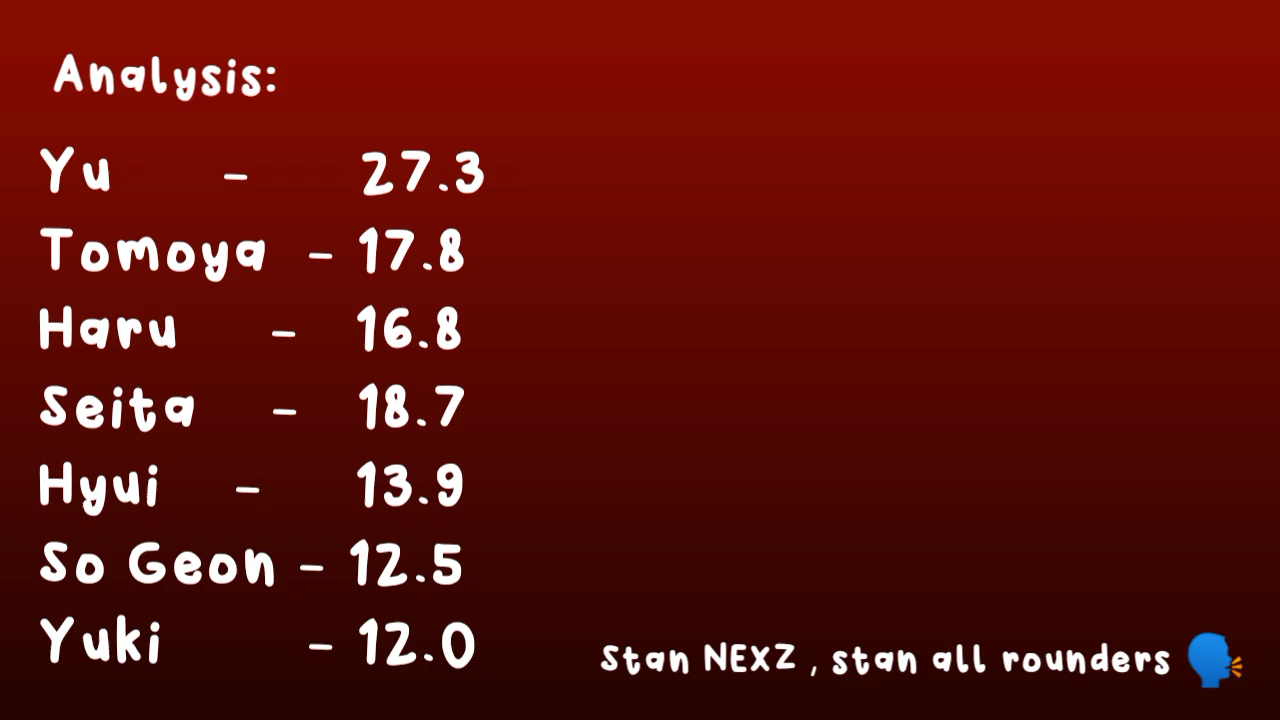 Analysis:
Yu - 27.3
Tomoya - 17.8
Haru - 16.8
Seita - 18.7
Hyui - 13.9
So Geon - 12.5
Yuki - 12.0
Stan NEXZ , stan all rounders 🗣️